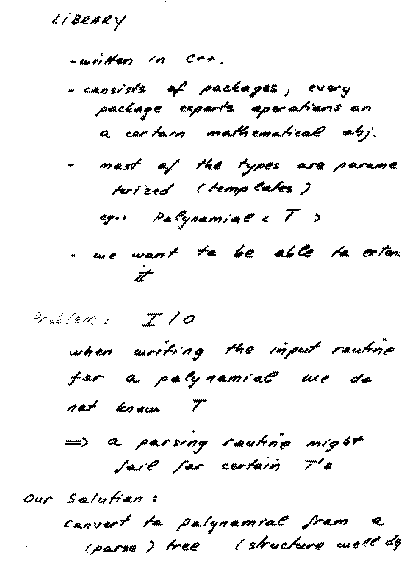 LIBRARY
- written in C++.
- consists of packages, every
package exports operations on
a certain mathematical obj.
- most of the types are parame
terized (templates)
eg.: Polynomial < T >
- we want to be able to exten
it
Problem: I/O
when writing the input routine
for a polynomial we do
not know T
=> a parsing routine might
fail for certain T's
Our Solution:
convert to polynomial from a
(parse) tree (structure well de